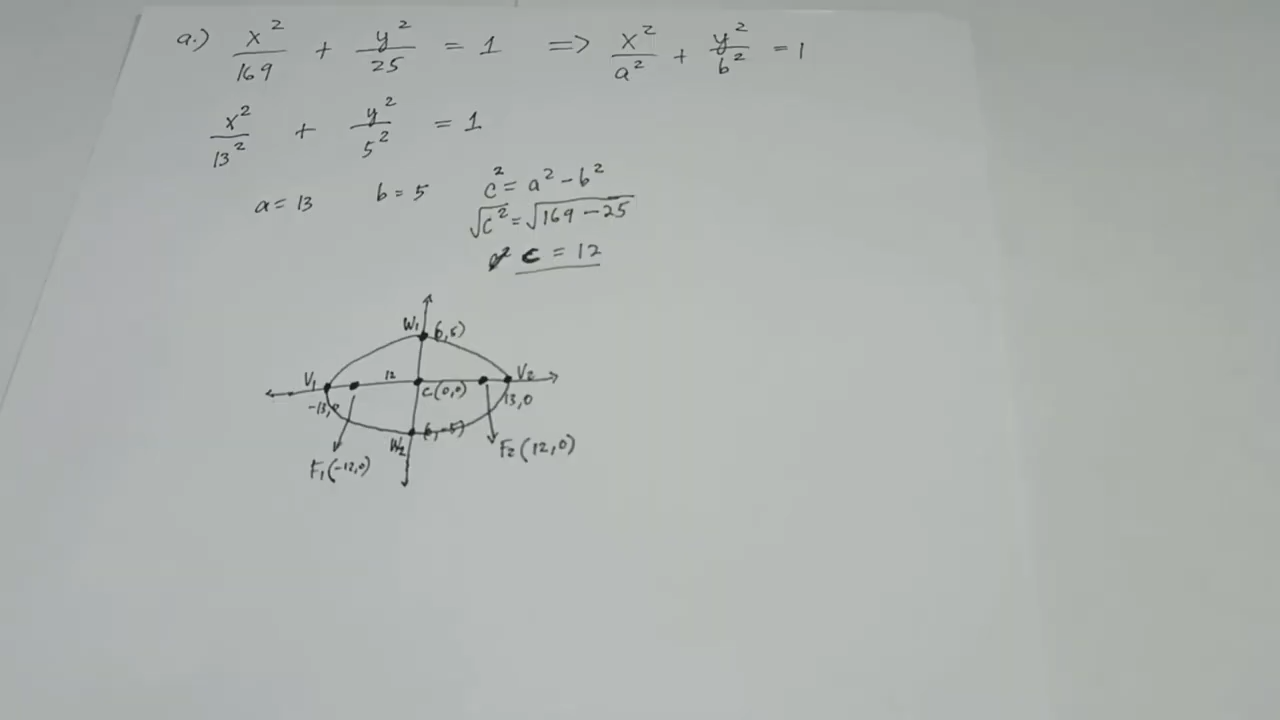 a.) x²/169 + y²/25 = 1 => x²/a² + y²/b² = 1
x²/13² + y²/5² = 1
a = 13 b = 5 c² = a² - b²
√c² = √169 - 25
c = 12
W₁ (0,5)
V₁ 12 V₂
C(0,0)
-13,0 13,0
W₂ (0,-5)
F₁(-12,0) F₂(12,0)